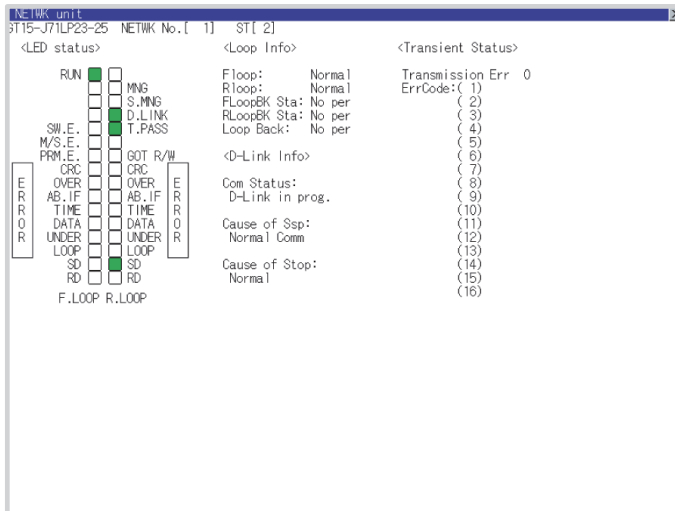 NETWK unit
GT15-J71LP23-25 NETWK No.[ 1] ST[ 2]
<LED status> <Loop Info> <Transient Status>
RUN Floop: Normal Transmission Err 0
MNG Rloop: Normal ErrCode:( 1)
S.MNG FLoopBK Sta: No per ( 2)
D.LINK RLoopBK Sta: No per ( 3)
SW.E. T.PASS Loop Back: No per ( 4)
M/S.E. ( 5)
PRM.E. GOT R/W <D-Link Info> ( 6)
CRC CRC ( 7)
E OVER OVER E Com Status: ( 8)
R AB.IF AB.IF R D-Link in prog. ( 9)
R TIME TIME R (10)
O DATA DATA O Cause of Ssp: (11)
R UNDER UNDER R Normal Comm (12)
LOOP LOOP (13)
SD SD Cause of Stop: (14)
RD RD Normal (15)
(16)
F.LOOP R.LOOP